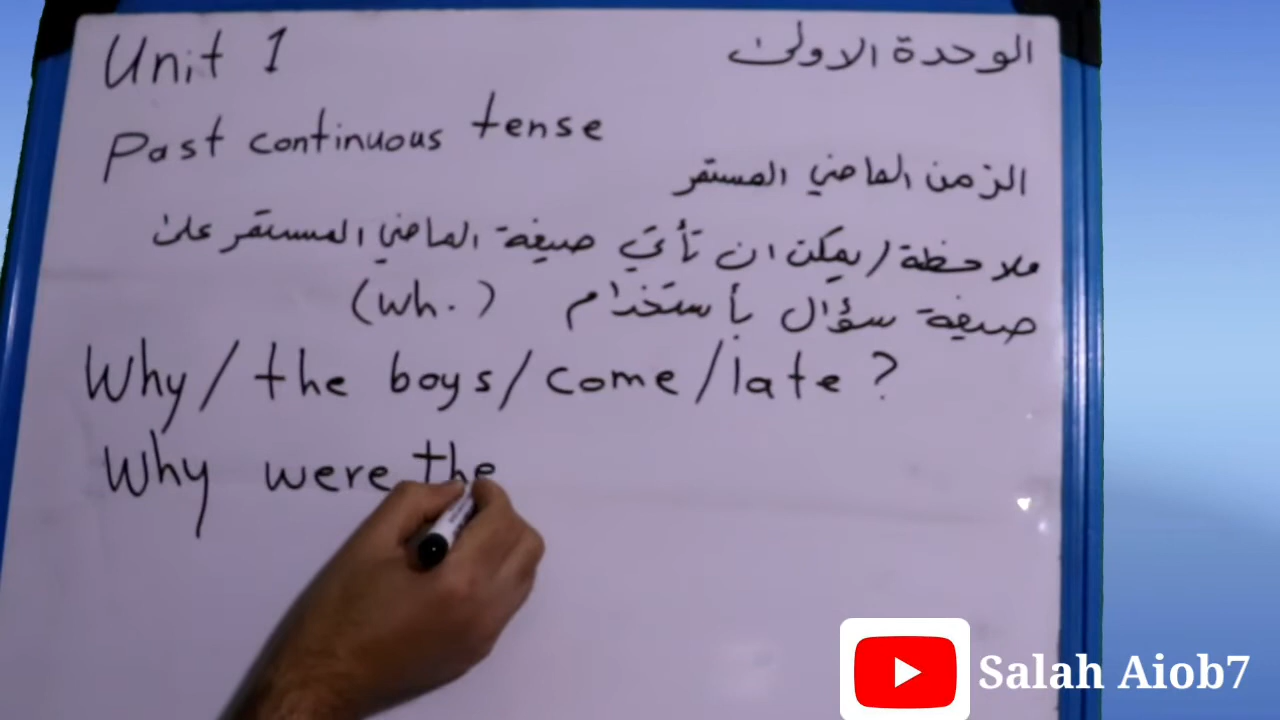 Unit 1
الوحدة الاولى
Past continuous tense
الزمن الماضي المستمر
ملاحظة / يمكن ان تأتي صيغة الماضي المستمر على
صيغة سؤال بأستخدام (wh.)
Why / the boys / come / late ?
Why were the
Salah Aiob7